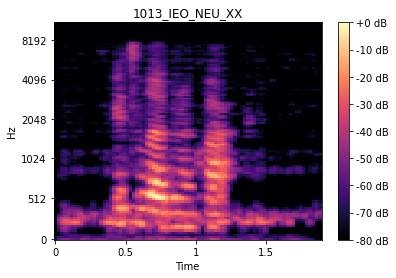 1013_IEO_NEU_XX
8192
4096
2048
1024
512
0
Hz
0
0.5
1
1.5
Time
+0 dB
-10 dB
-20 dB
-30 dB
-40 dB
-50 dB
-60 dB
-70 dB
-80 dB